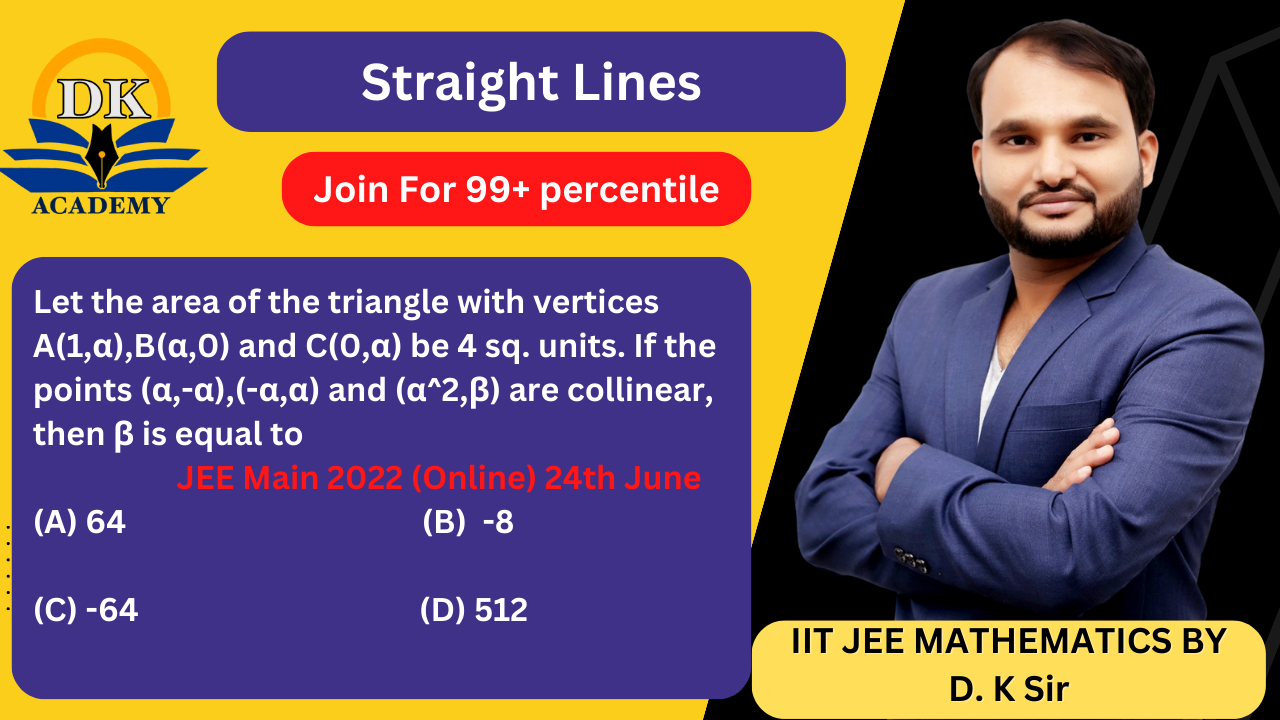 DK
ACADEMY
Straight Lines
Join For 99+ percentile
Let the area of the triangle with vertices
A(1,α),B(α,0) and C(0,α) be 4 sq. units. If the
points (α,-α),(-α,α) and (α^2,β) are collinear,
then β is equal to
JEE Main 2022 (Online) 24th June
(A) 64 (B) -8
(C) -64 (D) 512
IIT JEE MATHEMATICS BY
D. K Sir